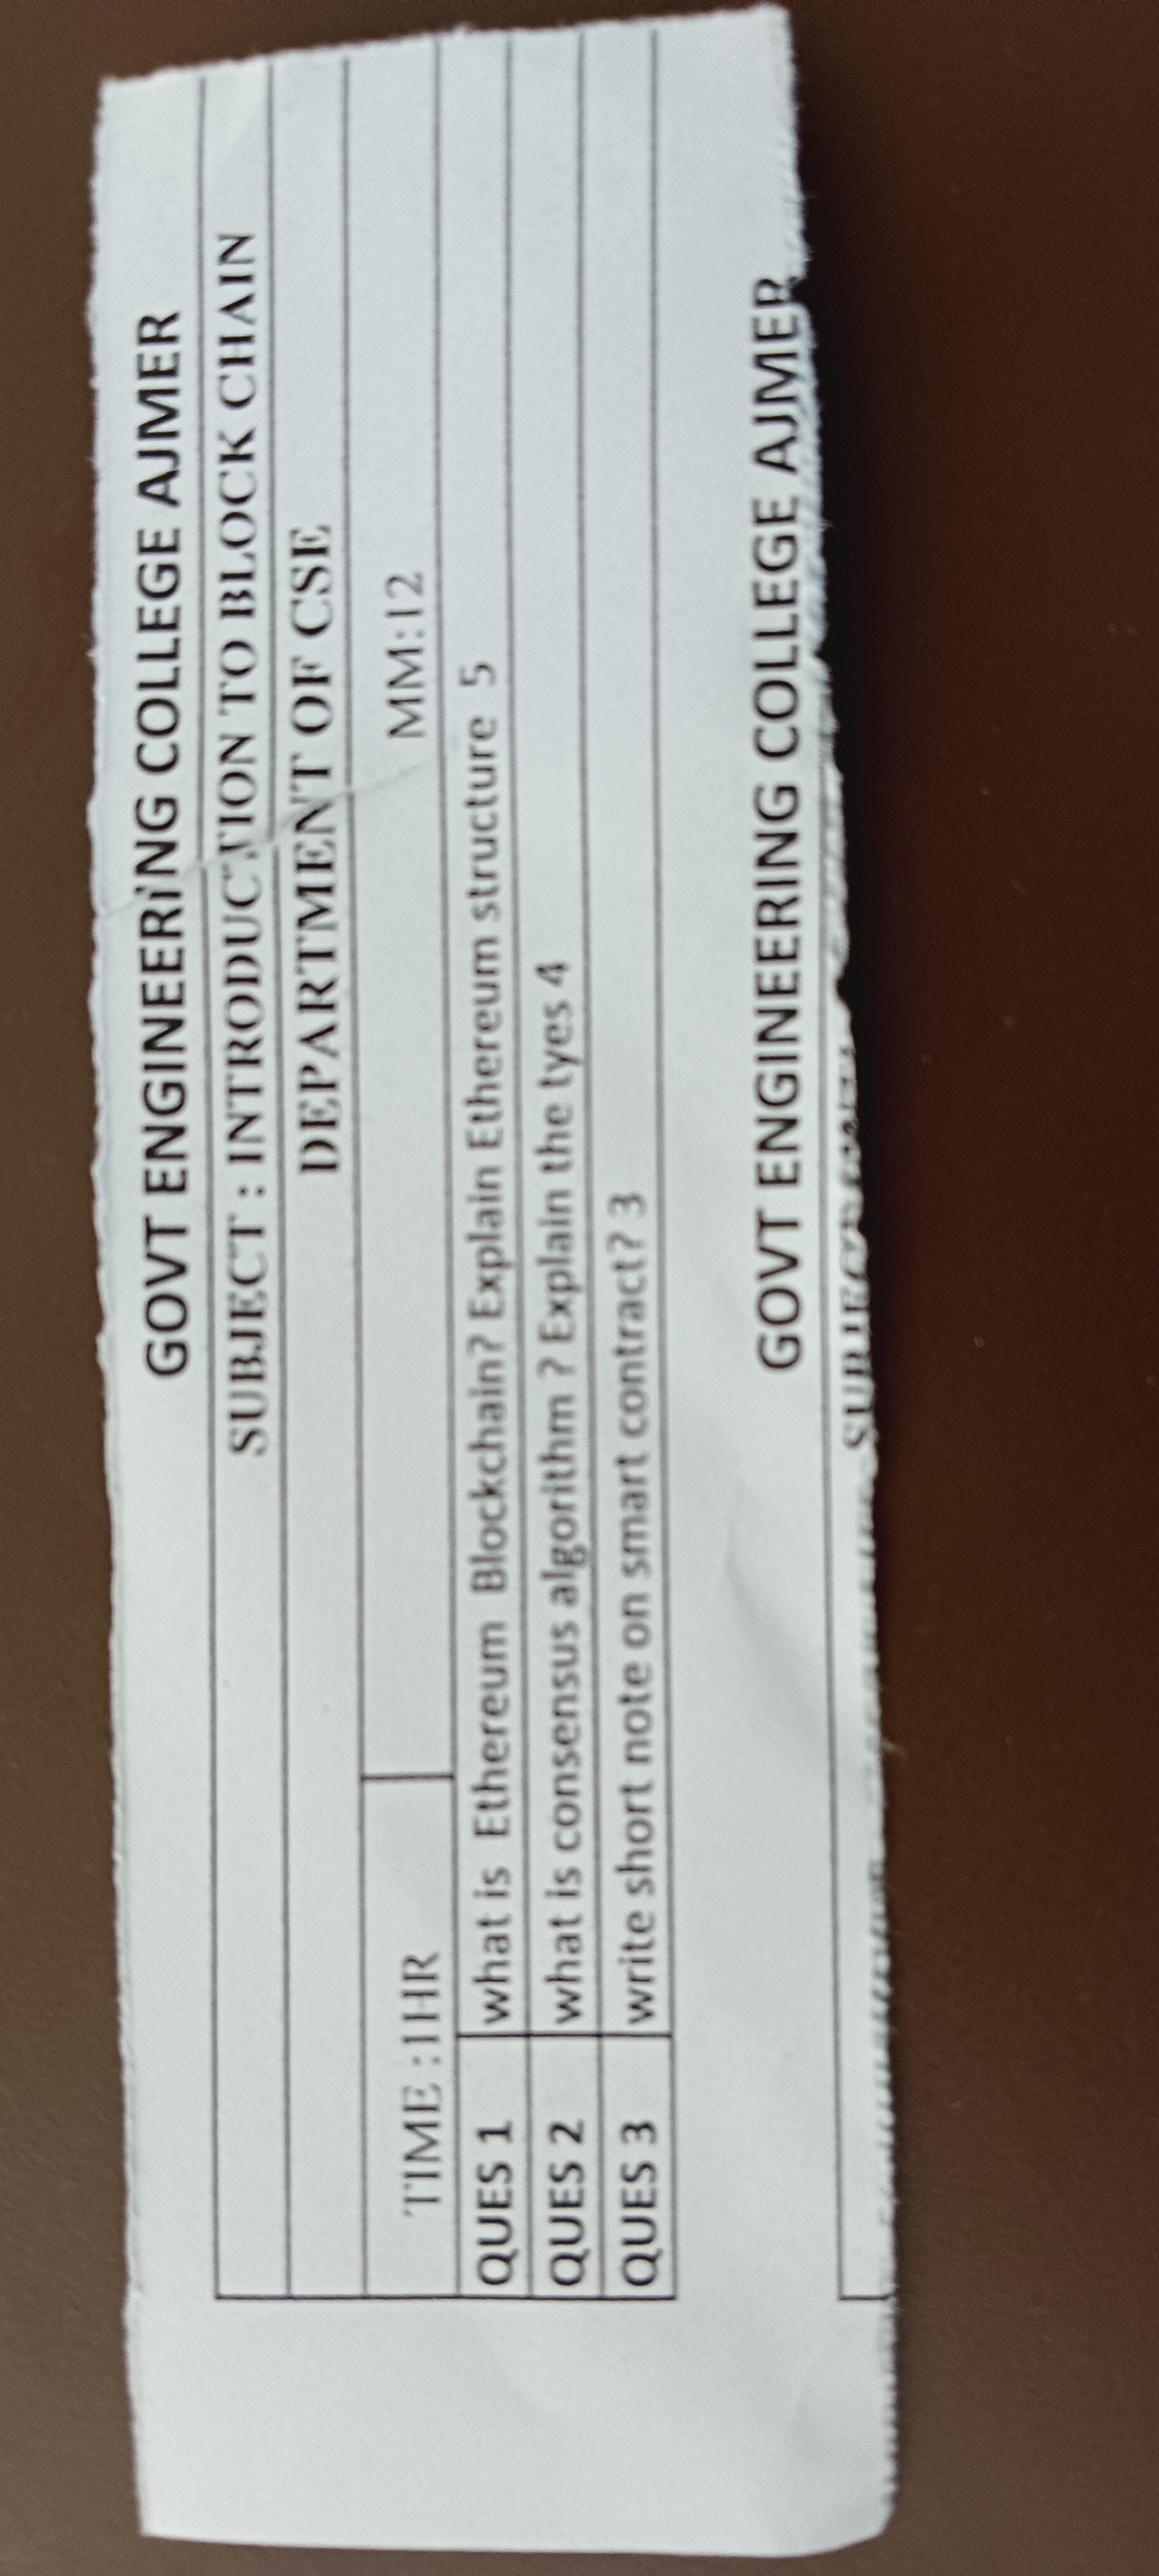 GOVT ENGINEERING COLLEGE AJMER
SUBJECT : INTRODUCTION TO BLOCK CHAIN
DEPARTMENT OF CSE
TIME :1HR MM:12
QUES 1 what is Ethereum Blockchain? Explain Ethereum structure 5
QUES 2 what is consensus algorithm ? Explain the tyes 4
QUES 3 write short note on smart contract? 3
GOVT ENGINEERING COLLEGE AJMER
SUBJECT